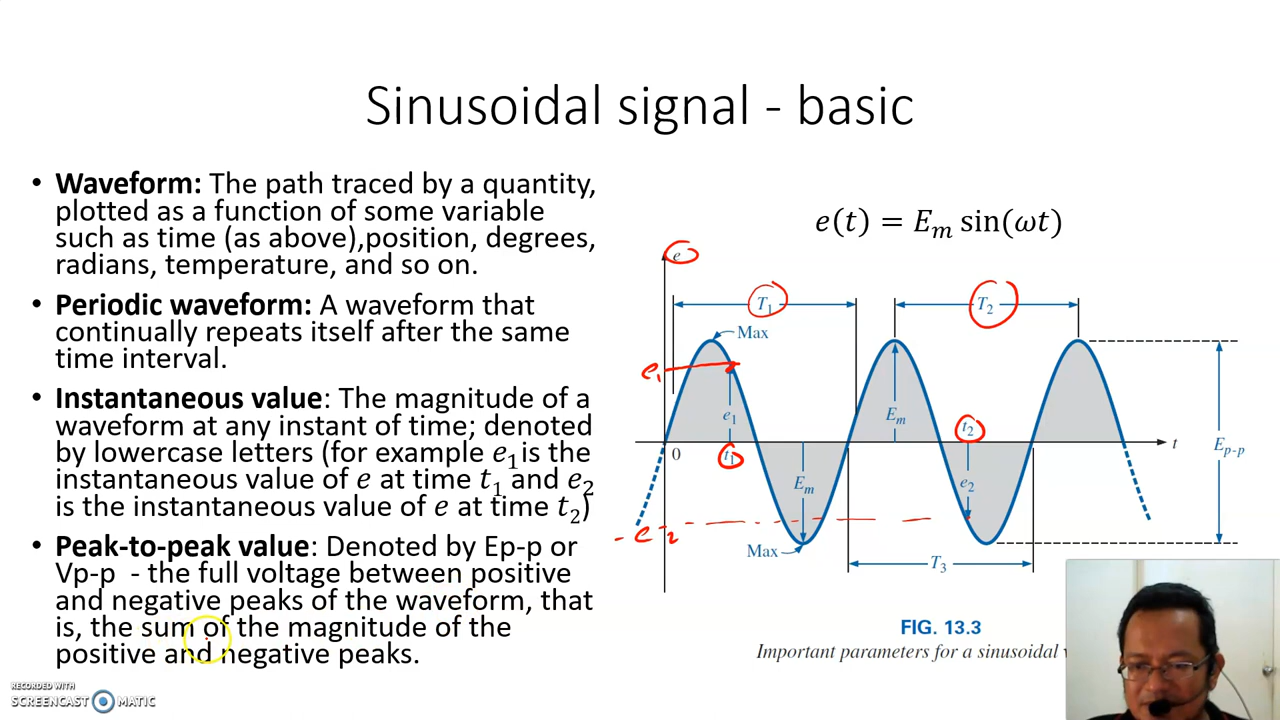 Sinusoidal signal - basic
• Waveform: The path traced by a quantity,
plotted as a function of some variable
such as time (as above),position, degrees,
radians, temperature, and so on.
• Periodic waveform: A waveform that
continually repeats itself after the same
time interval.
• Instantaneous value: The magnitude of a
waveform at any instant of time; denoted
by lowercase letters (for example e₁ is the
instantaneous value of e at time t₁ and e₂
is the instantaneous value of e at time t₂)
• Peak-to-peak value: Denoted by Ep-p or
Vp-p - the full voltage between positive
and negative peaks of the waveform, that
is, the sum of the magnitude of the
positive and negative peaks.
e(t) = Eₘ sin(ωt)
e
T₁
T₂
Max
e₁
e₁
Eₘ
t₂
0
t₁
t
Eₘ
e₂
Eₚ₋ₚ
- e₂
Max
T₃
FIG. 13.3
Important parameters for a sinusoidal
RECORDED WITH
SCREENCAST MATIC